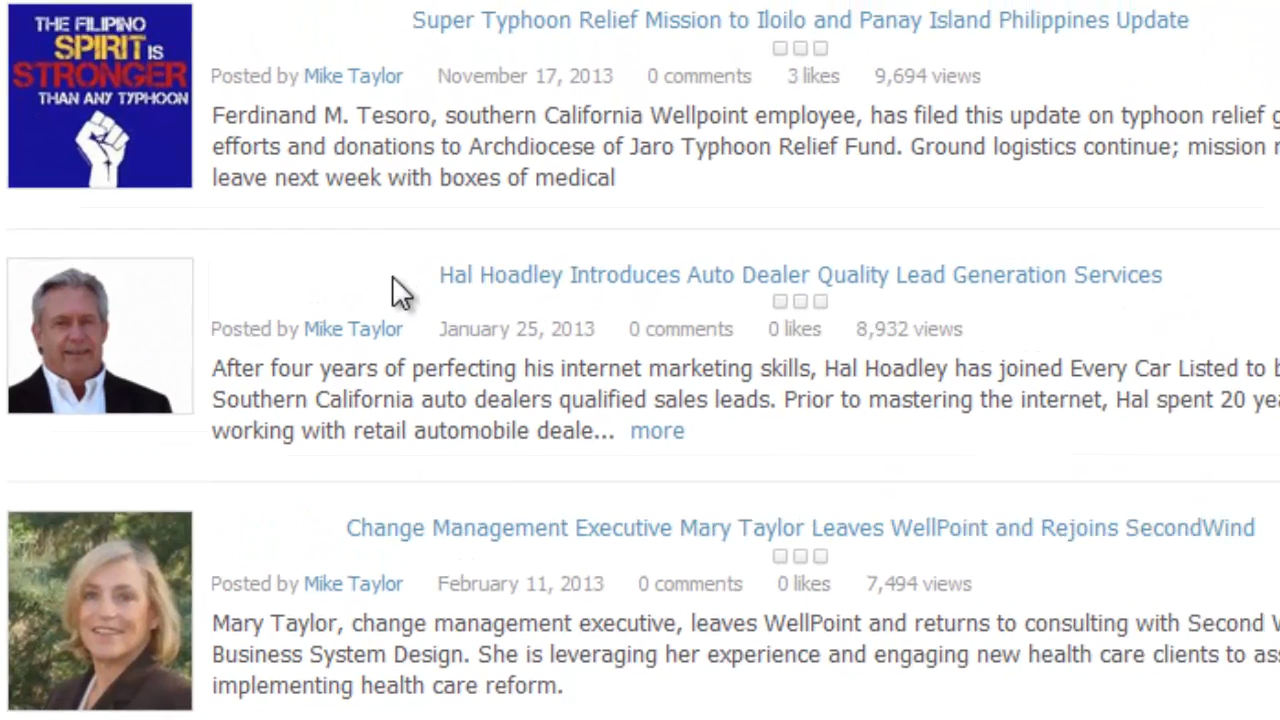 THE FILIPINO
SPIRIT IS
STRONGER
THAN ANY TYPHOON
Super Typhoon Relief Mission to Iloilo and Panay Island Philippines Update
Posted by Mike Taylor November 17, 2013 0 comments 3 likes 9,694 views
Ferdinand M. Tesoro, southern California Wellpoint employee, has filed this update on typhoon relief
efforts and donations to Archdiocese of Jaro Typhoon Relief Fund. Ground logistics continue; mission
leave next week with boxes of medical
Hal Hoadley Introduces Auto Dealer Quality Lead Generation Services
Posted by Mike Taylor January 25, 2013 0 comments 0 likes 8,932 views
After four years of perfecting his internet marketing skills, Hal Hoadley has joined Every Car Listed to
Southern California auto dealers qualified sales leads. Prior to mastering the internet, Hal spent 20
working with retail automobile deale... more
Change Management Executive Mary Taylor Leaves WellPoint and Rejoins SecondWind
Posted by Mike Taylor February 11, 2013 0 comments 0 likes 7,494 views
Mary Taylor, change management executive, leaves WellPoint and returns to consulting with Second
Business System Design. She is leveraging her experience and engaging new health care clients to
implementing health care reform.